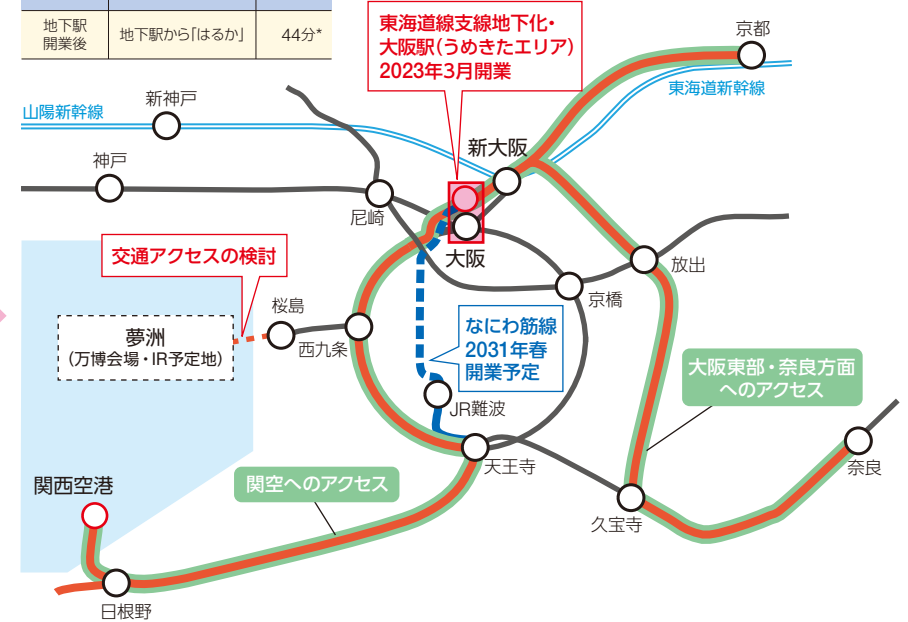 地下駅
開業後
地下駅から「はるか」
44分*
東海道線支線地下化・
大阪駅(うめきたエリア)
2023年3月開業
京都
東海道新幹線
山陽新幹線
新神戸
新大阪
神戸
尼崎
大阪
放出
交通アクセスの検討
京橋
桜島
西九条
夢洲
(万博会場・IR予定地)
なにわ筋線
2031年春
開業予定
大阪東部・奈良方面
へのアクセス
JR難波
天王寺
奈良
関西空港
関空へのアクセス
久宝寺
日根野